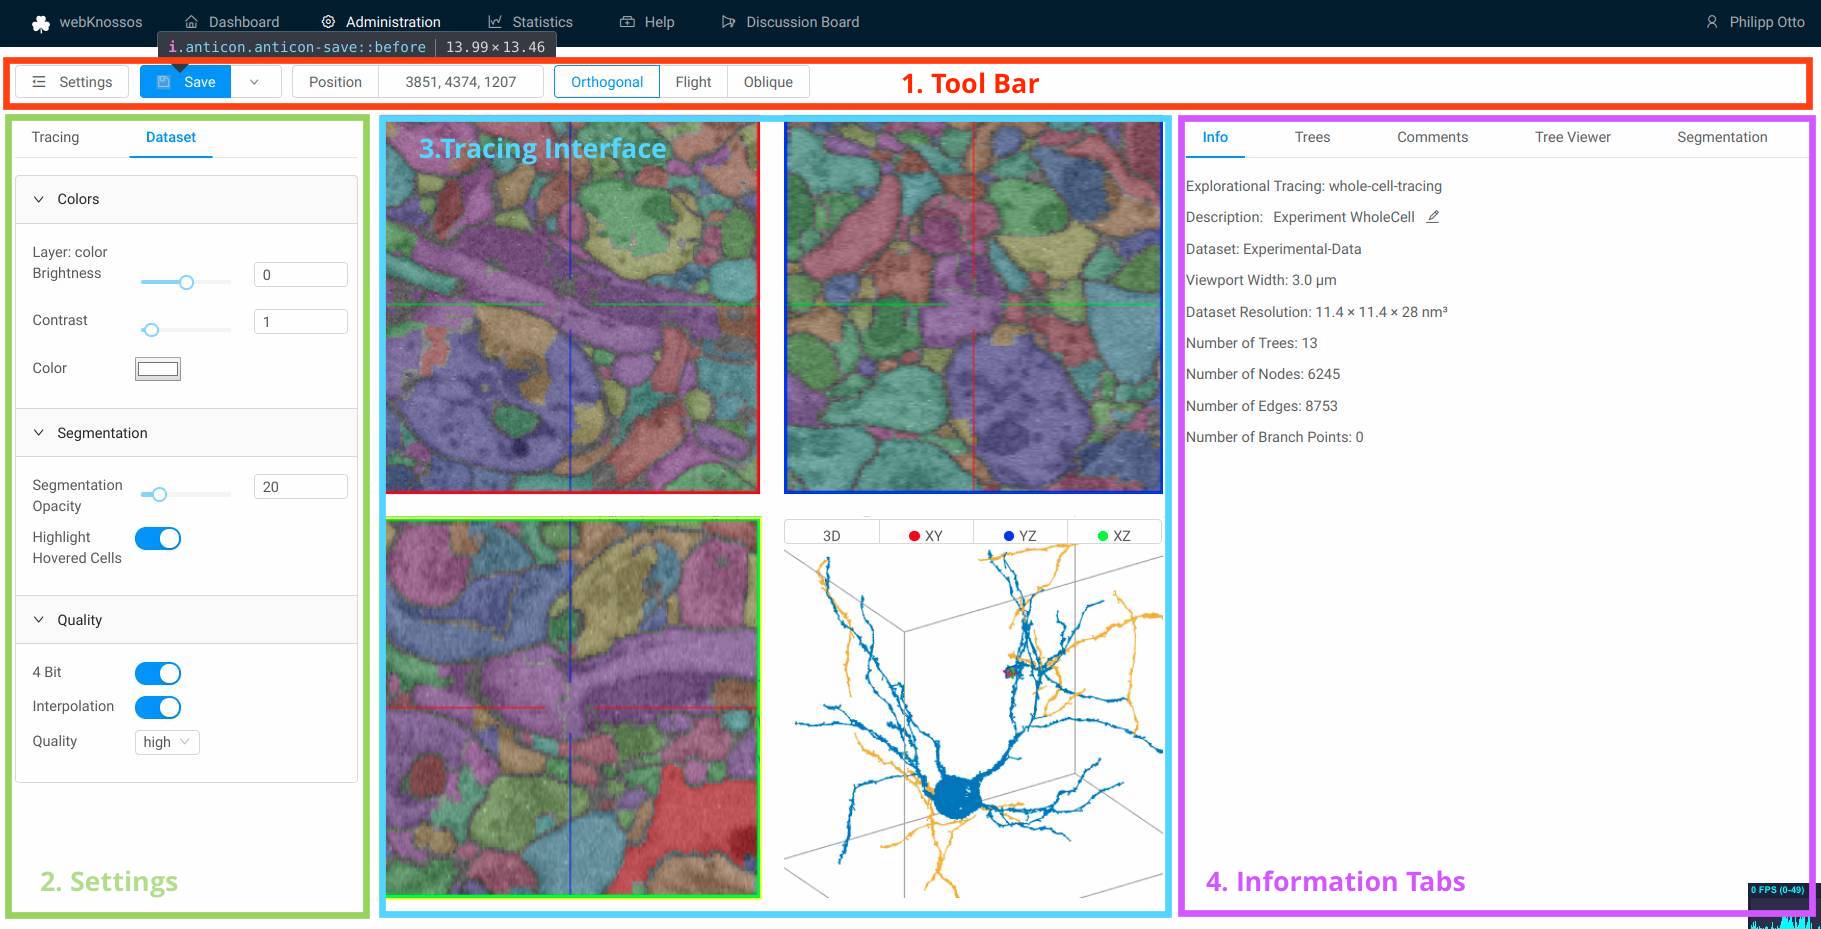 webKnossos Dashboard Administration Statistics Help Discussion Board Philipp Otto
i.anticon.anticon-save::before 13.99×13.46
Settings Save Position 3851, 4374, 1207 Orthogonal Flight Oblique 1. Tool Bar
Tracing Dataset
Colors
Layer: color
Brightness 0
Contrast 1
Color
Segmentation
Segmentation
Opacity 20
Highlight
Hovered Cells
Quality
4 Bit
Interpolation
Quality high
2. Settings
3.Tracing Interface
3D XY YZ XZ
Info Trees Comments Tree Viewer Segmentation
Explorational Tracing: whole-cell-tracing
Description: Experiment WholeCell
Dataset: Experimental-Data
Viewport Width: 3.0 μm
Dataset Resolution: 11.4 × 11.4 × 28 nm³
Number of Trees: 13
Number of Nodes: 6245
Number of Edges: 8753
Number of Branch Points: 0
4. Information Tabs
0 FPS (0-49)